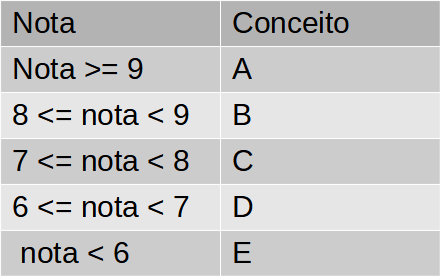 Nota Conceito
Nota >= 9 A
8 <= nota < 9 B
7 <= nota < 8 C
6 <= nota < 7 D
nota < 6 E